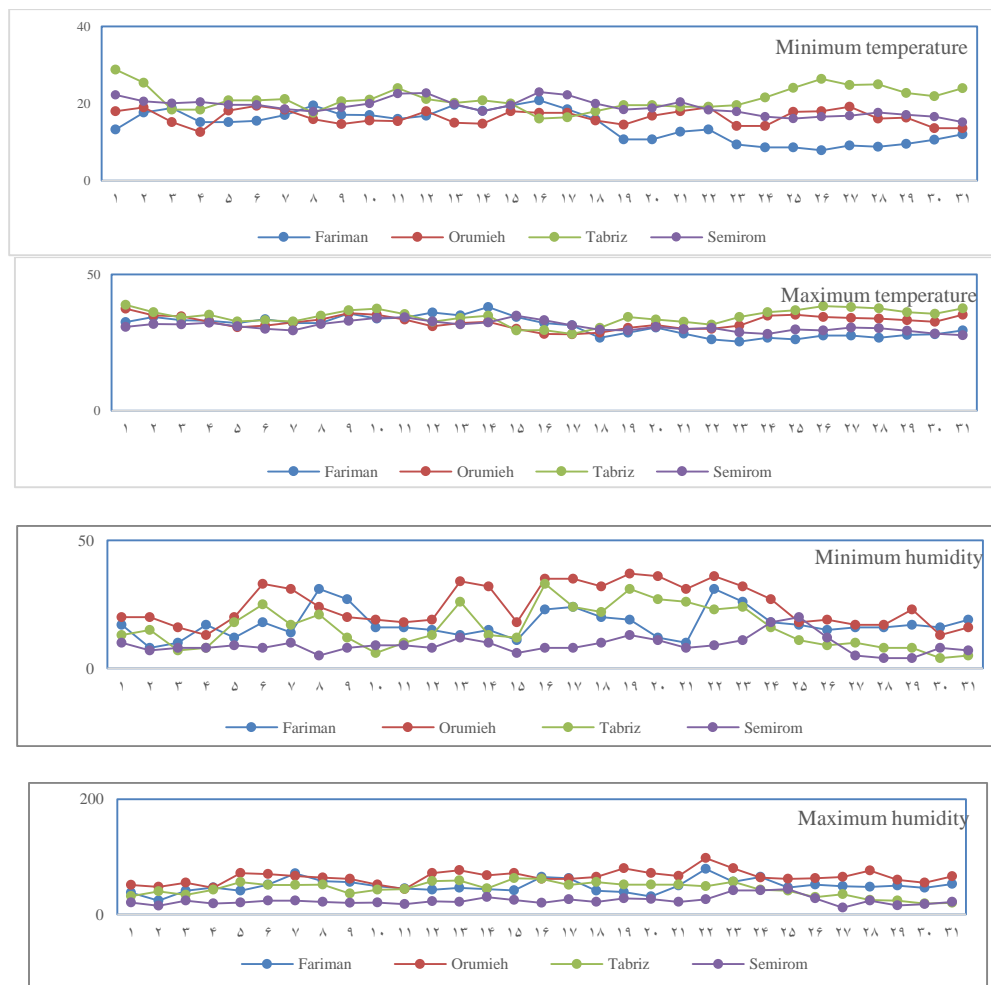 Minimum temperature
40
20
0
۱ ۲ ۳ ۴ ۵ ۶ ۷ ۸ ۹ ۱۰ ۱۱ ۱۲ ۱۳ ۱۴ ۱۵ ۱۶ ۱۷ ۱۸ ۱۹ ۲۰ ۲۱ ۲۲ ۲۳ ۲۴ ۲۵ ۲۶ ۲۷ ۲۸ ۲۹ ۳۰ ۳۱
Fariman Orumieh Tabriz Semirom
Maximum temperature
50
0
۱ ۲ ۳ ۴ ۵ ۶ ۷ ۸ ۹ ۱۰ ۱۱ ۱۲ ۱۳ ۱۴ ۱۵ ۱۶ ۱۷ ۱۸ ۱۹ ۲۰ ۲۱ ۲۲ ۲۳ ۲۴ ۲۵ ۲۶ ۲۷ ۲۸ ۲۹ ۳۰ ۳۱
Fariman Orumieh Tabriz Semirom
Minimum humidity
50
0
۱ ۲ ۳ ۴ ۵ ۶ ۷ ۸ ۹ ۱۰ ۱۱ ۱۲ ۱۳ ۱۴ ۱۵ ۱۶ ۱۷ ۱۸ ۱۹ ۲۰ ۲۱ ۲۲ ۲۳ ۲۴ ۲۵ ۲۶ ۲۷ ۲۸ ۲۹ ۳۰ ۳۱
Fariman Orumieh Tabriz Semirom
Maximum humidity
200
0
۱ ۲ ۳ ۴ ۵ ۶ ۷ ۸ ۹ ۱۰ ۱۱ ۱۲ ۱۳ ۱۴ ۱۵ ۱۶ ۱۷ ۱۸ ۱۹ ۲۰ ۲۱ ۲۲ ۲۳ ۲۴ ۲۵ ۲۶ ۲۷ ۲۸ ۲۹ ۳۰ ۳۱
Fariman Orumieh Tabriz Semirom